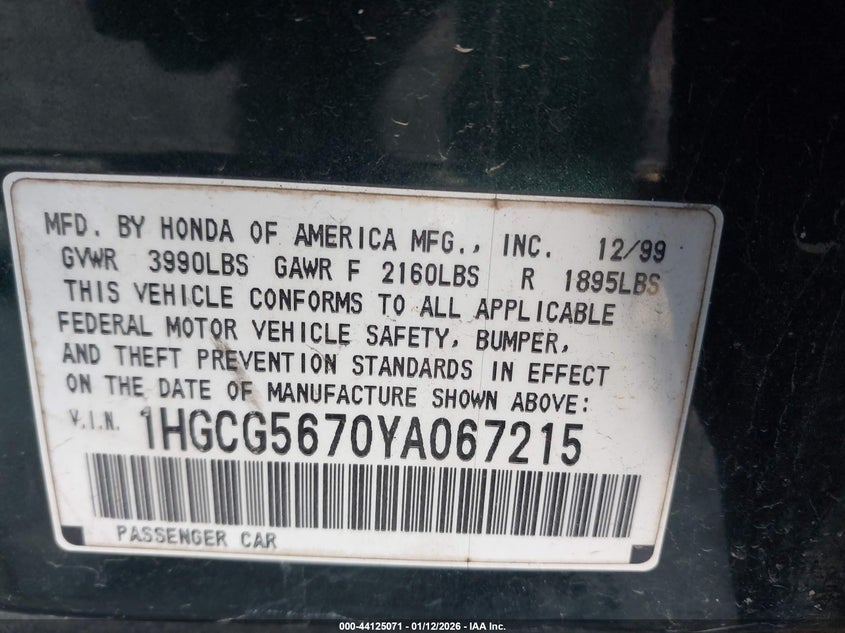 MFD. BY HONDA OF AMERICA MFG., INC. 12/99
GVWR 3990LBS GAWR F 2160LBS R 1895LBS
THIS VEHICLE CONFORMS TO ALL APPLICABLE
FEDERAL MOTOR VEHICLE SAFETY, BUMPER,
AND THEFT PREVENTION STANDARDS IN EFFECT
ON THE DATE OF MANUFACTURE SHOWN ABOVE:
V.I.N. 1HGCG5670YA067215
PASSENGER CAR
000-44125071 - 01/12/2026 - IAA Inc.